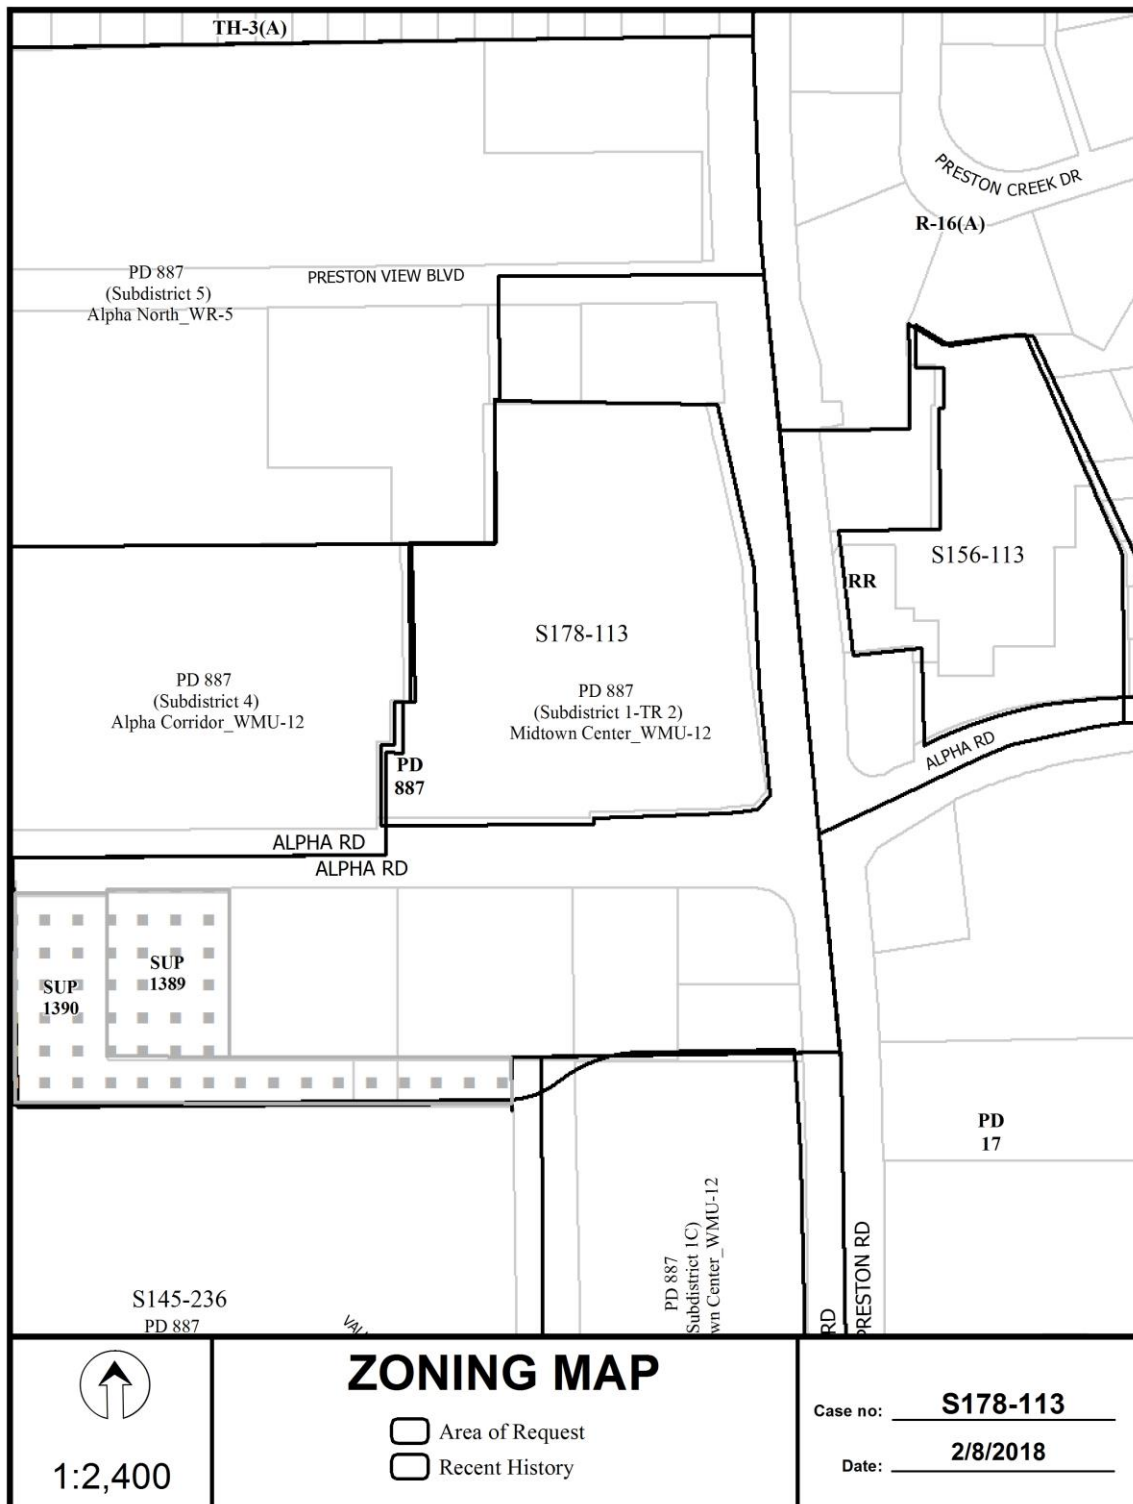 TH-3(A)
PRESTON CREEK DR
R-16(A)
PD 887
(Subdistrict 5)
Alpha North_WR-5
PRESTON VIEW BLVD
S156-113
RR
S178-113
PD 887
(Subdistrict 4)
Alpha Corridor_WMU-12
PD 887
(Subdistrict 1-TR 2)
Midtown Center_WMU-12
PD
887
ALPHA RD
ALPHA RD
ALPHA RD
SUP
1389
SUP
1390
PD
17
PD 887
Subdistrict 1C)
wn Center_WMU-12
RD
PRESTON RD
S145-236
PD 887
1:2,400
ZONING MAP
Area of Request
Recent History
Case no: S178-113
Date: 2/8/2018